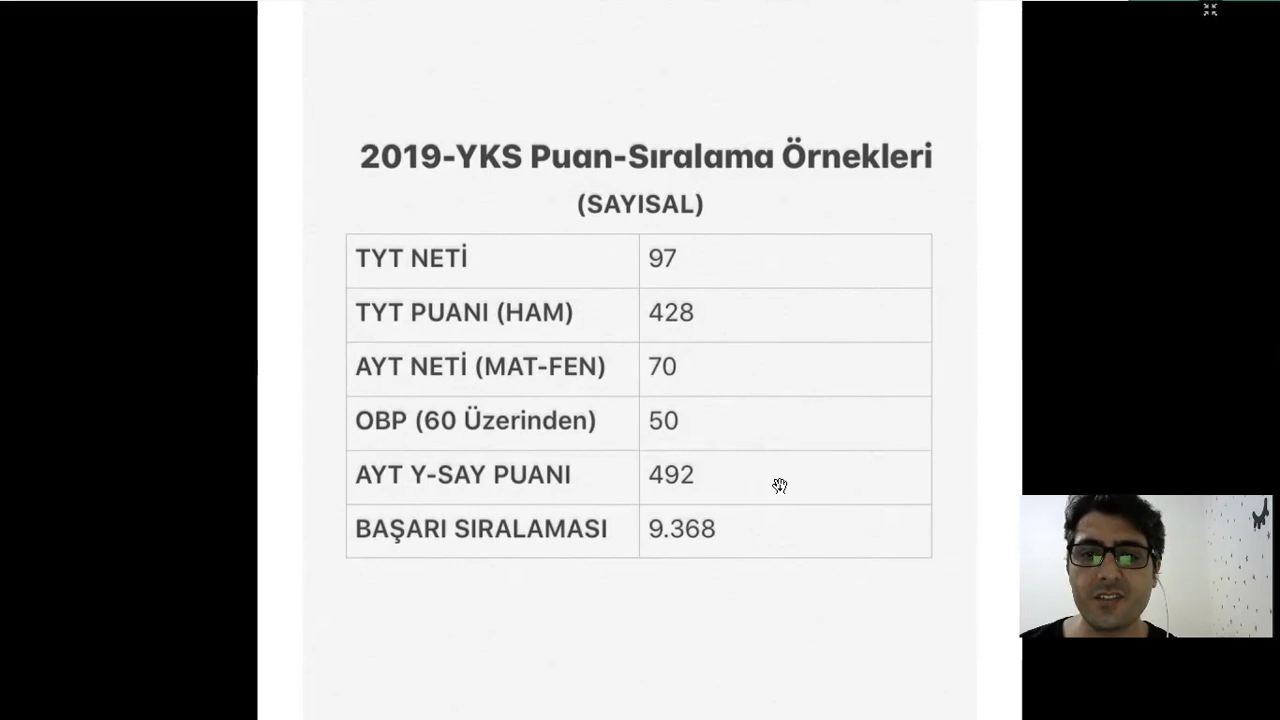 2019-YKS Puan-Sıralama Örnekleri
(SAYISAL)
TYT NETİ 97
TYT PUANI (HAM) 428
AYT NETİ (MAT-FEN) 70
OBP (60 Üzerinden) 50
AYT Y-SAY PUANI 492
BAŞARI SIRALAMASI 9.368